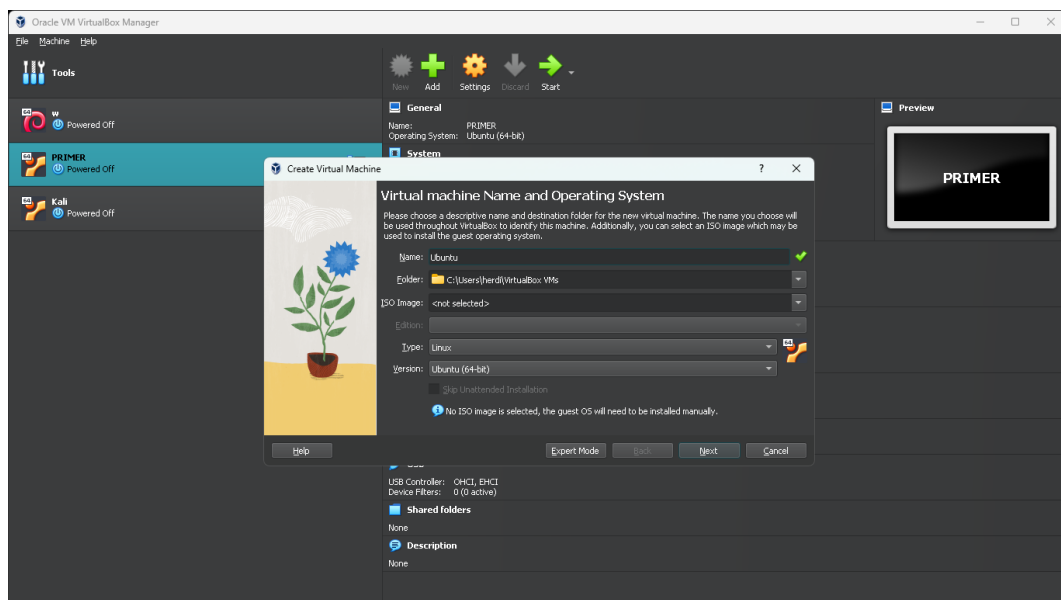 Oracle VM VirtualBox Manager
File Machine Help
Tools
New Add Settings Discard Start
64
w
Powered Off
64
PRIMER
Powered Off
64
Kali
Powered Off
General
Name: PRIMER
Operating System: Ubuntu (64-bit)
System
Preview
PRIMER
Create Virtual Machine ?
Virtual machine Name and Operating System
Please choose a descriptive name and destination folder for the new virtual machine. The name you choose will
be used throughout VirtualBox to identify this machine. Additionally, you can select an ISO image which may be
used to install the guest operating system.
Name: Ubuntu
Folder: C:\Users\herdi\VirtualBox VMs
ISO Image: <not selected>
Edition:
Type: Linux
64
Version: Ubuntu (64-bit)
Skip Unattended Installation
No ISO image is selected, the guest OS will need to be installed manually.
Help Expert Mode Back Next Cancel
USB Controller: OHCI, EHCI
Device Filters: 0 (0 active)
Shared folders
None
Description
None